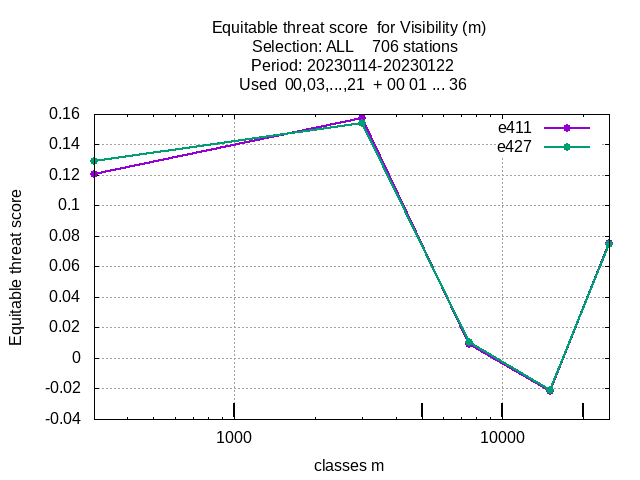 Equitable threat score  for Visibility (m)
Selection: ALL    706 stations
Period: 20230114-20230122
Used  00,03,...,21  + 00 01 ... 36
e411
e427
Equitable threat score
0.16
0.14
0.12
0.1
0.08
0.06
0.04
0.02
0
-0.02
-0.04
1000
10000
classes m